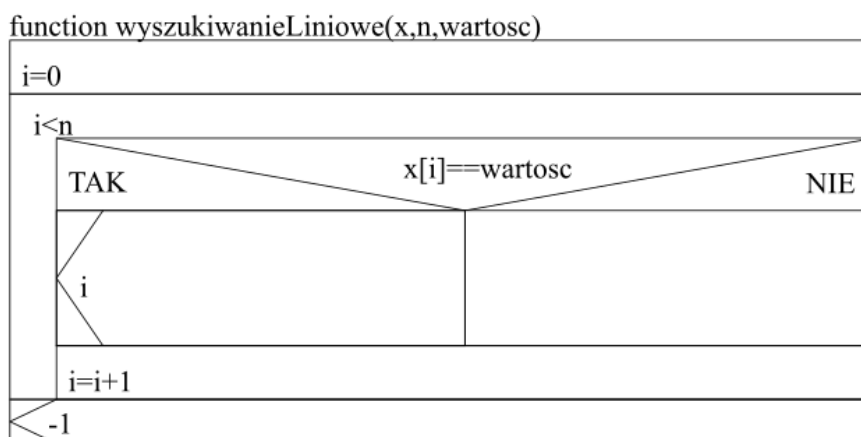 function wyszukiwanieLiniowe(x,n,wartosc)
i=0
i<n
x[i]==wartosc
TAK
NIE
i
i=i+1
-1